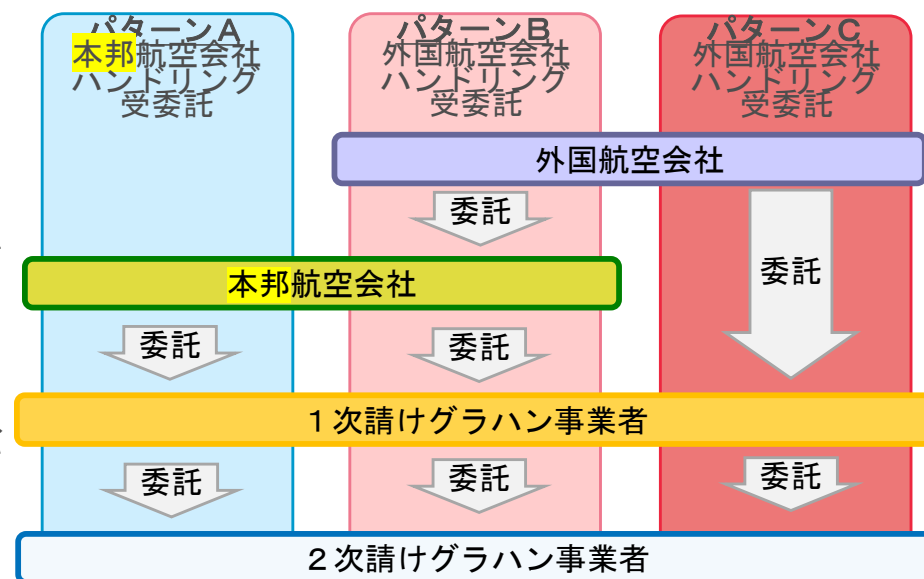 パターンA
本邦航空会社
ハンドリング
受委託
パターンB
外国航空会社
ハンドリング
受委託
パターンC
外国航空会社
ハンドリング
受委託
外国航空会社
委託
委託
本邦航空会社
委託
委託
１次請けグラハン事業者
委託
委託
委託
２次請けグラハン事業者